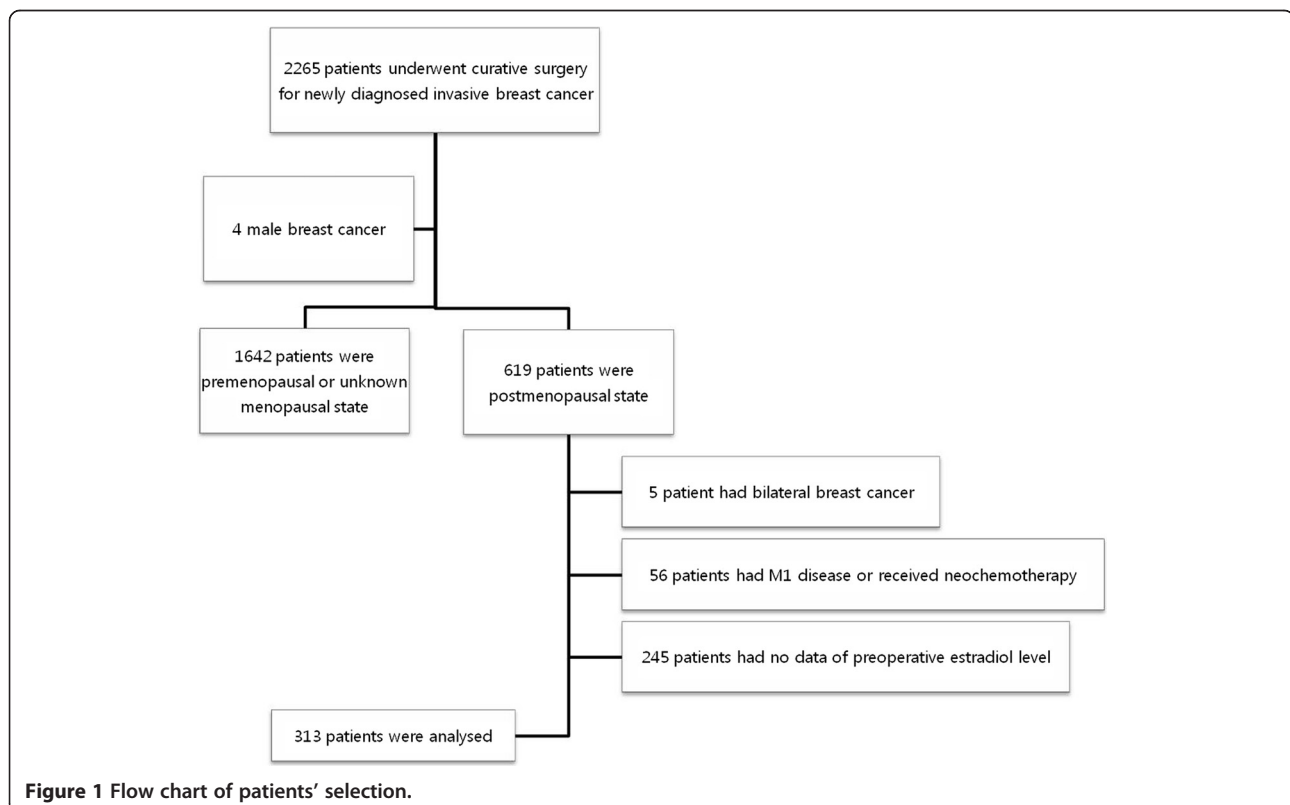 2265 patients underwent curative surgery
for newly diagnosed invasive breast cancer
4 male breast cancer
1642 patients were
premenopausal or unknown
menopausal state
619 patients were
postmenopausal state
5 patient had bilateral breast cancer
56 patients had M1 disease or received neochemotherapy
245 patients had no data of preoperative estradiol level
313 patients were analysed
Figure 1 Flow chart of patients’ selection.